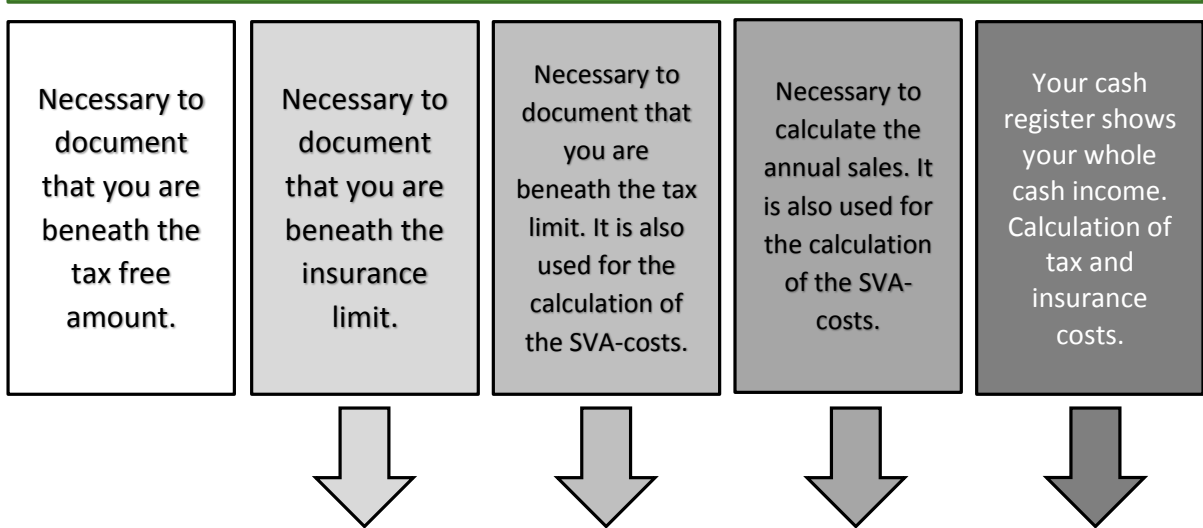 Necessary to
document
that you are
beneath the
tax free
amount.
Necessary to
document
that you are
beneath the
insurance
limit.
Necessary to
document that
you are
beneath the tax
limit. It is also
used for the
calculation of
the SVA-costs.
Necessary to
calculate the
annual sales. It
is also used for
the calculation
of the SVA-
costs.
Your cash
register shows
your whole
cash income.
Calculation of
tax and
insurance
costs.